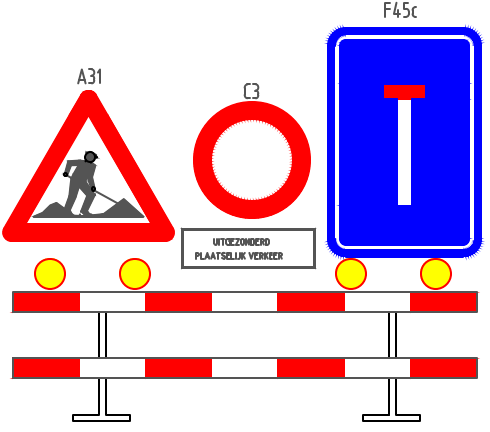 F45c
A31
C3
UITGEZONDERD
PLAATSELIJK VERKEER